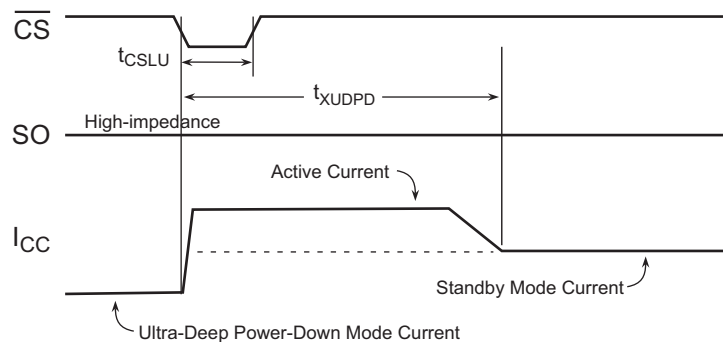 CS
tCSLU
tXUDPD
High-impedance
SO
Active Current
ICC
Standby Mode Current
Ultra-Deep Power-Down Mode Current